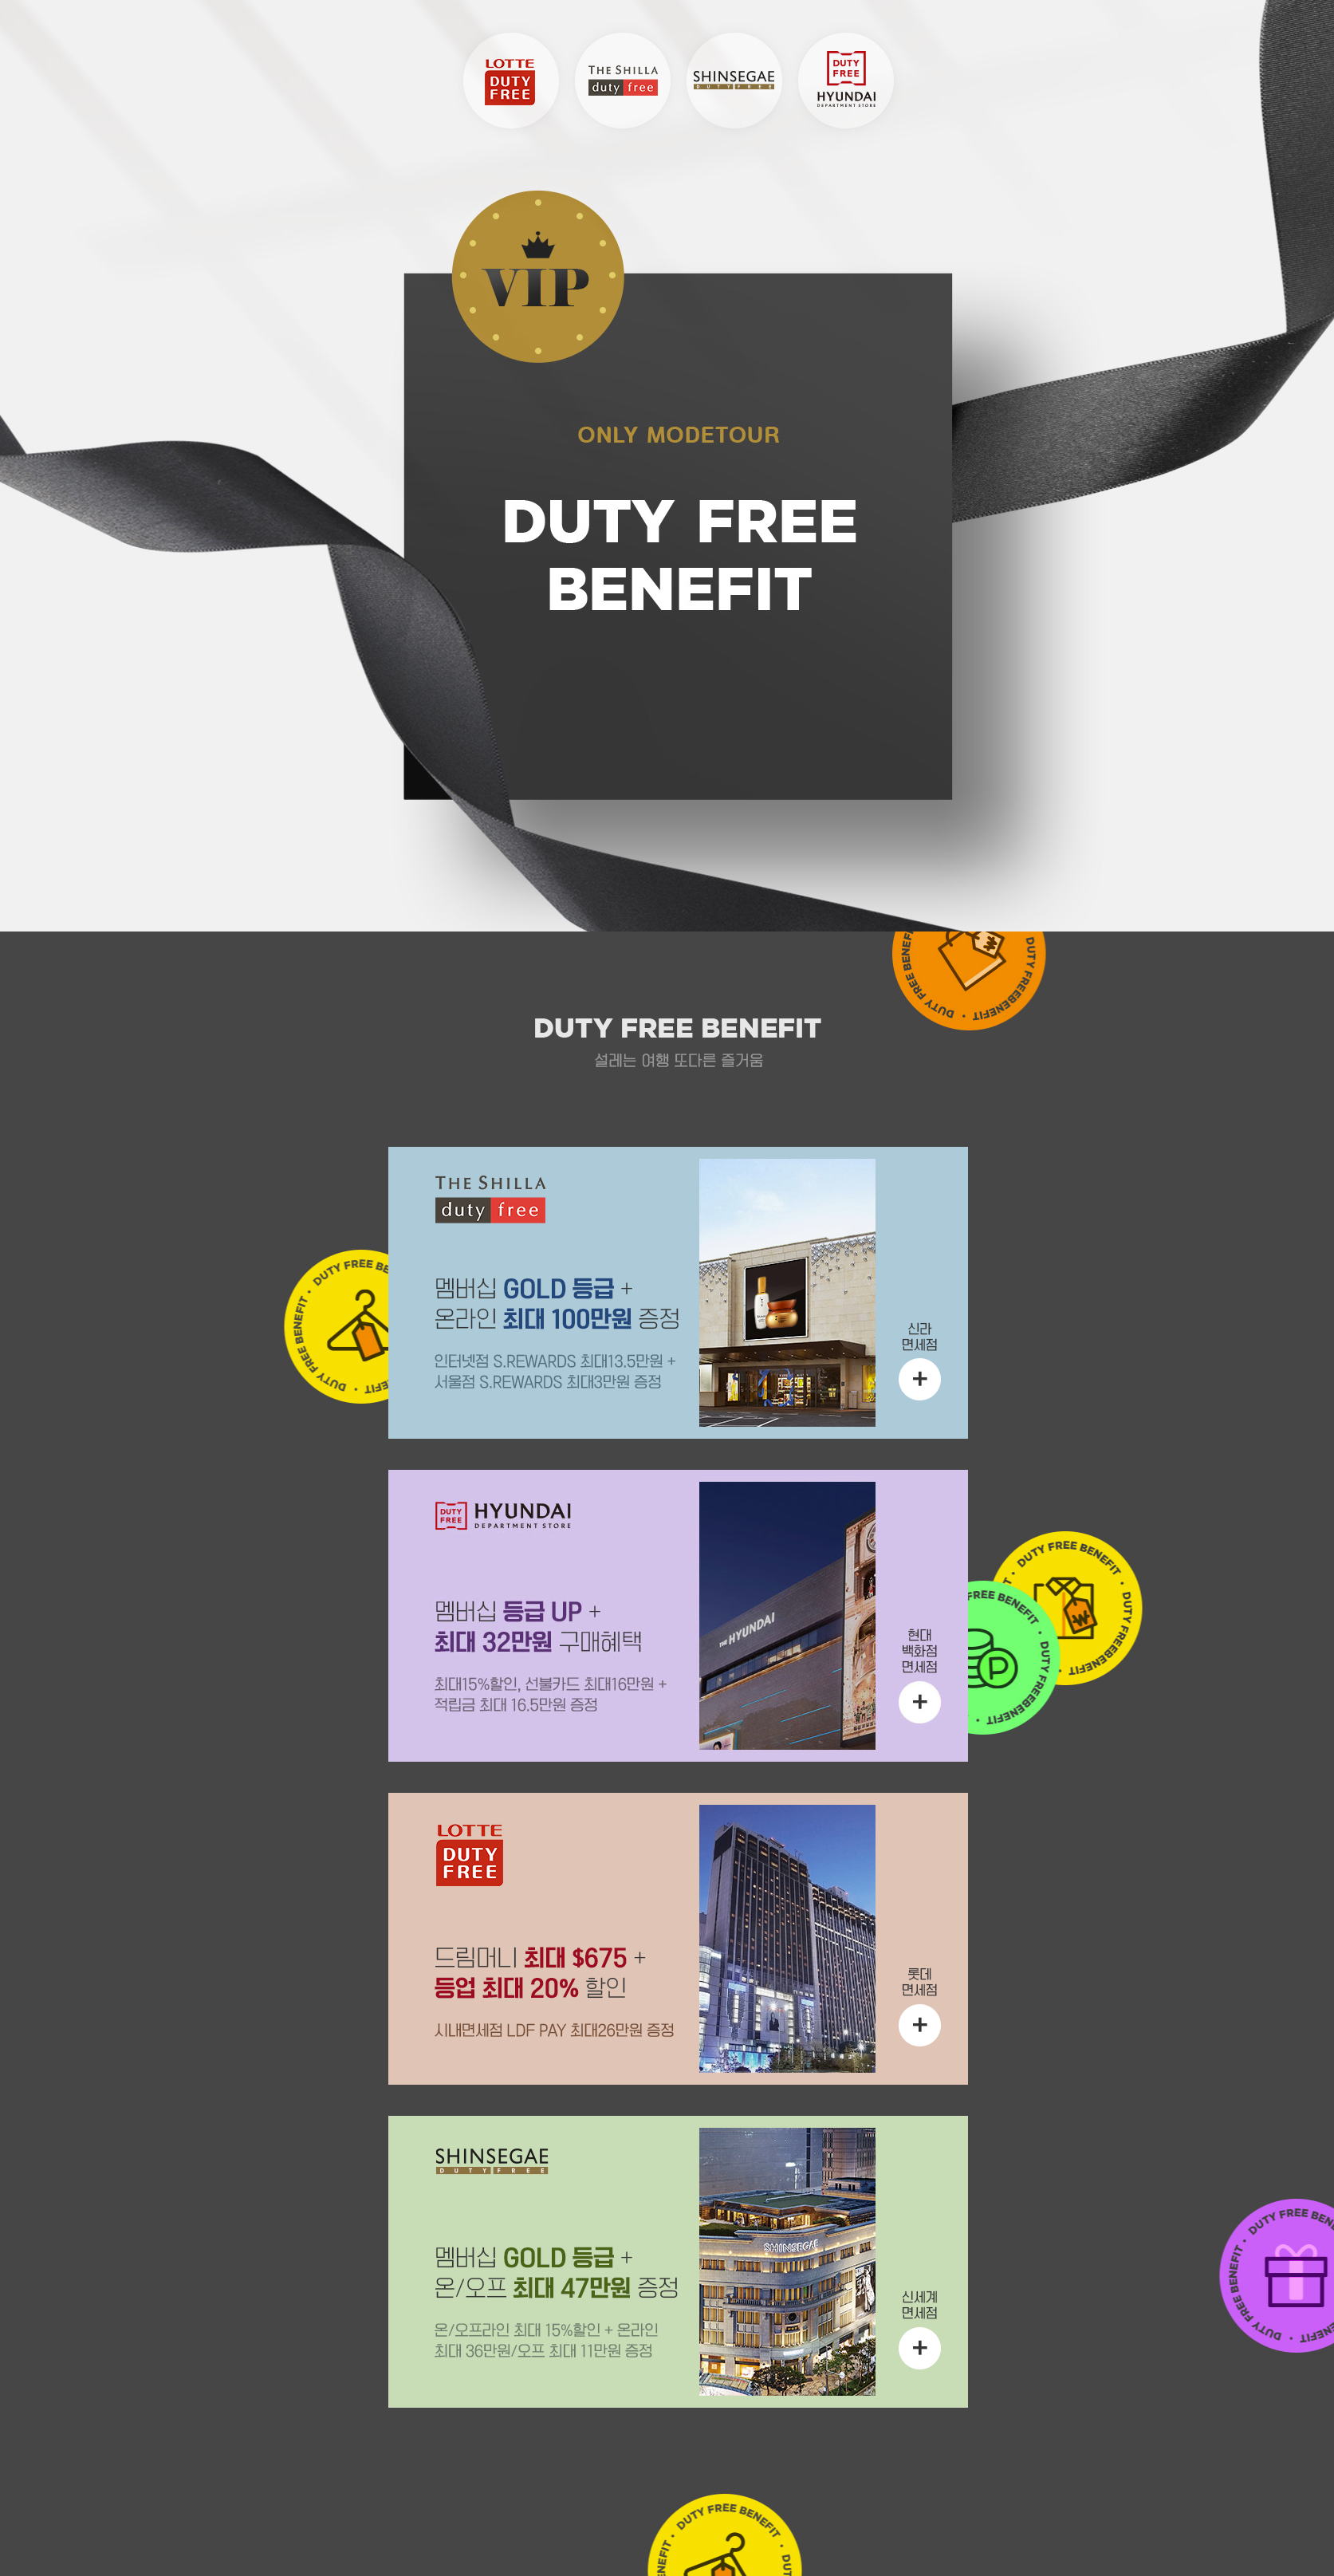 LOTTE
DUTY
FREE
THE SHILLA
duty free
SHINSEGAE
DUTY FREE
DUTY
FREE
HYUNDAI
DEPARTMENT STORE
VIP
ONLY MODETOUR
DUTY FREE
BENEFIT
DUTY FREEBENEFIT • DUTY FREE BENEFIT
DUTY FREE BENEFIT
설레는 여행 또다른 즐거움
THE SHILLA
duty free
멤버십 GOLD 등급 +
온라인 최대 100만원 증정
인터넷점 S.REWARDS 최대13.5만원 +
서울점 S.REWARDS 최대3만원 증정
신라
면세점
+
DUTY FREE BENEFIT • DUTY FREE BE
DUTY
FREE
HYUNDAI
DEPARTMENT STORE
멤버십 등급 UP +
최대 32만원 구매혜택
최대15%할인, 선불카드 최대16만원 +
적립금 최대 16.5만원 증정
THE HYUNDAI
현대
백화점
면세점
+
DUTY FREE BENEFIT • DUTY FREEBENEFIT •
FREE BENEFIT • DUTY FREEBENEFIT •
P
LOTTE
DUTY
FREE
드림머니 최대 $675 +
등업 최대 20% 할인
시내면세점 LDF PAY 최대26만원 증정
롯데
면세점
+
SHINSEGAE
DUTY FREE
멤버십 GOLD 등급 +
온/오프 최대 47만원 증정
온/오프라인 최대 15%할인 + 온라인
최대 36만원/오프 최대 11만원 증정
SHINSEGAE
신세계
면세점
+
DUTY FREE BENEFIT • DUTY FREE BEN
DUTY FREE BENEFIT •